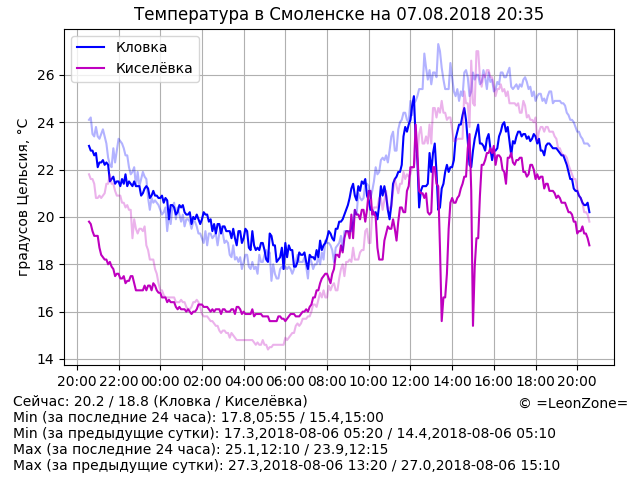 Температура в Смоленске на 07.08.2018 20:35
Кловка
Киселёвка
градусов Цельсия, °C
26
24
22
20
18
16
14
20:00 22:00 00:00 02:00 04:00 06:00 08:00 10:00 12:00 14:00 16:00 18:00 20:00
Сейчас: 20.2 / 18.8 (Кловка / Киселёвка)
© =LeonZone=
Min (за последние 24 часа): 17.8,05:55 / 15.4,15:00
Min (за предыдущие сутки): 17.3,2018-08-06 05:20 / 14.4,2018-08-06 05:10
Max (за последние 24 часа): 25.1,12:10 / 23.9,12:15
Max (за предыдущие сутки): 27.3,2018-08-06 13:20 / 27.0,2018-08-06 15:10